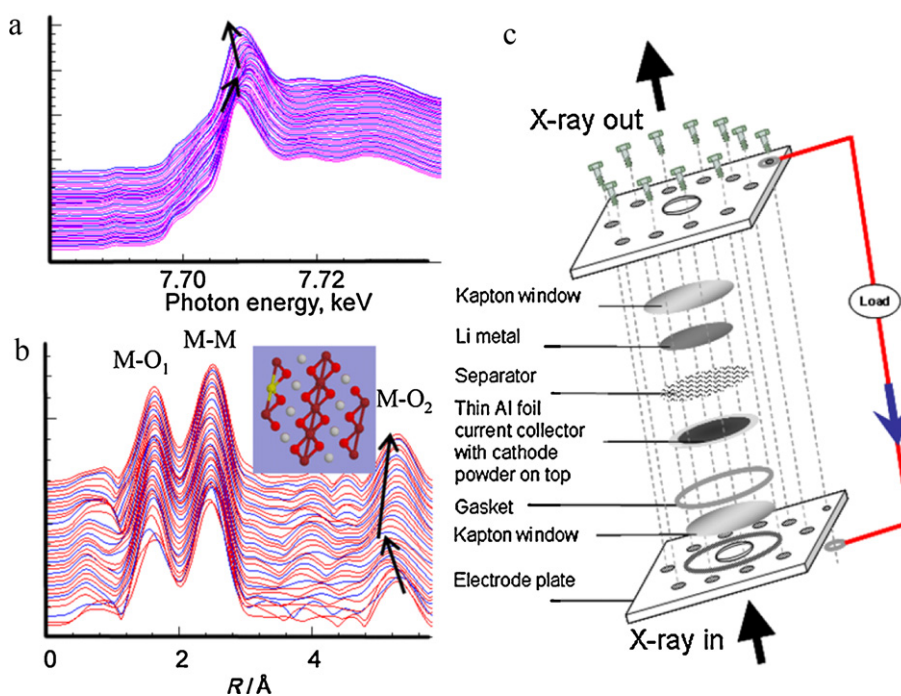 a
7.70
7.72
Photon energy, keV
b
M-O1
M-M
M-O2
0
2
4
R / Å
c
X-ray out
Kapton window
Li metal
Separator
Thin Al foil
current collector
with cathode
powder on top
Gasket
Kapton window
Electrode plate
X-ray in
Load